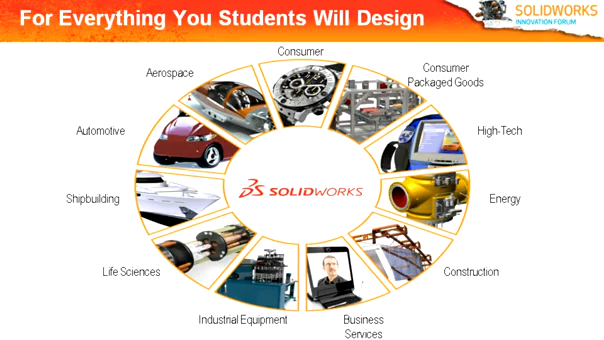 For Everything You Students Will Design
SOLIDWORKS
INNOVATION FORUM
Consumer
Aerospace
Consumer
Packaged Goods
Automotive
High-Tech
Shipbuilding
SOLIDWORKS
Energy
Life Sciences
Construction
Industrial Equipment
Business
Services